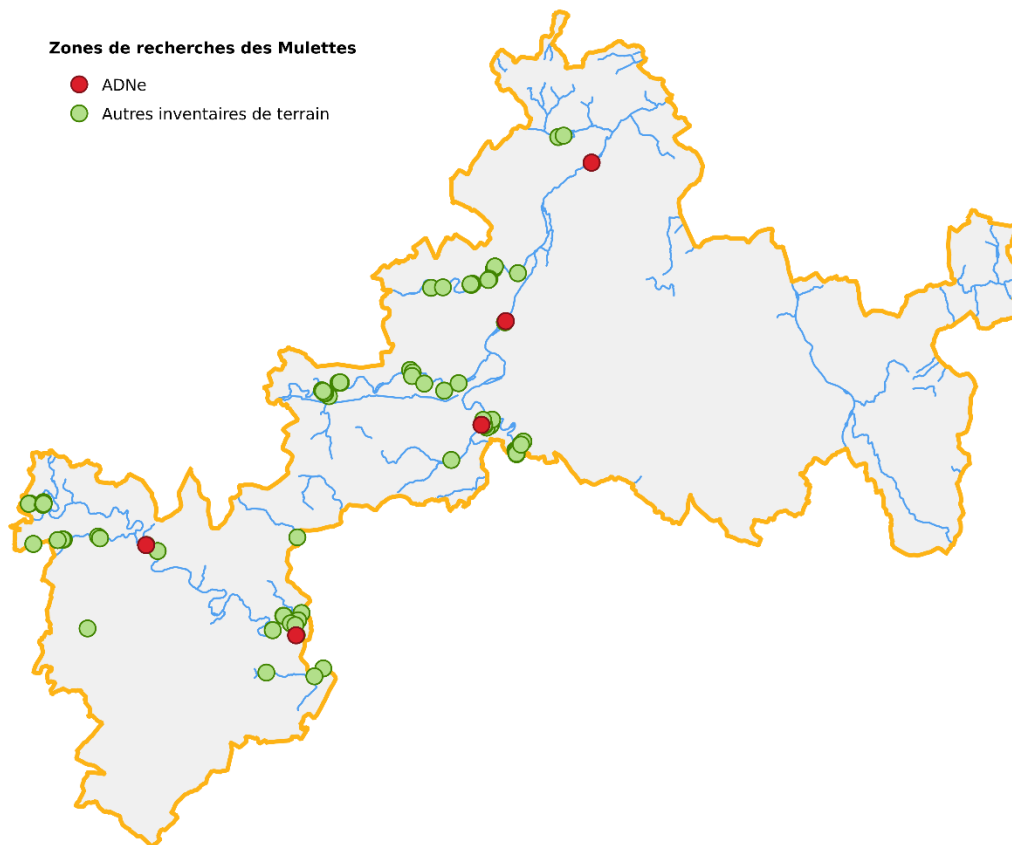 Zones de recherches des Mulettes
ADNe
Autres inventaires de terrain